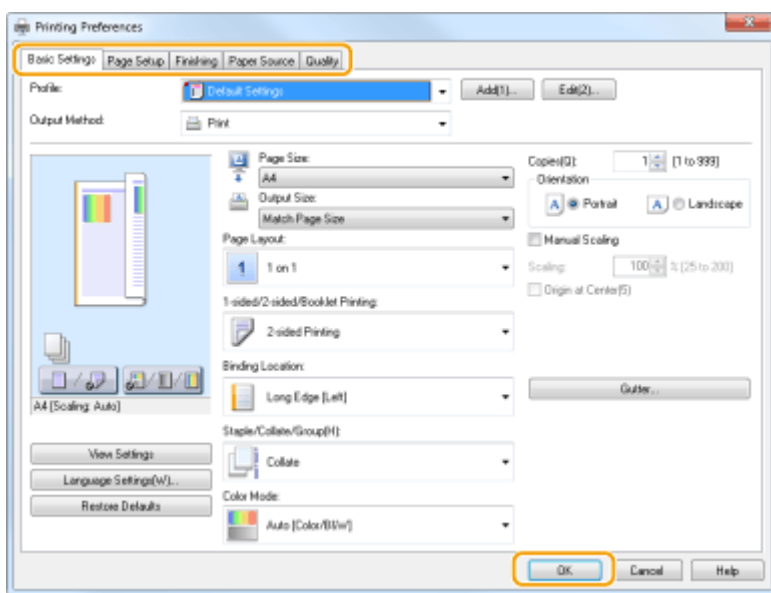 Printing Preferences
Basic Settings Page Setup Finishing Paper Source Quality
Profile: Default Settings Add(1)... Edit(2)...
Output Method: Print
Page Size:
A4
Output Size:
Match Page Size
Copies(Q): 1 [1 to 999]
Orientation
A Portrait A Landscape
Page Layout:
1 1 on 1
Manual Scaling
Scaling: 100 % [25 to 200]
Origin at Center(5)
1-sided/2-sided/Booklet Printing:
2-sided Printing
Binding Location:
Long Edge [Left]
Gutter...
A4 [Scaling: Auto]
Staple/Collate/Group(H):
Collate
View Settings
Language Settings(W)...
Restore Defaults
Color Mode:
Auto [Color/B&W]
OK Cancel Help